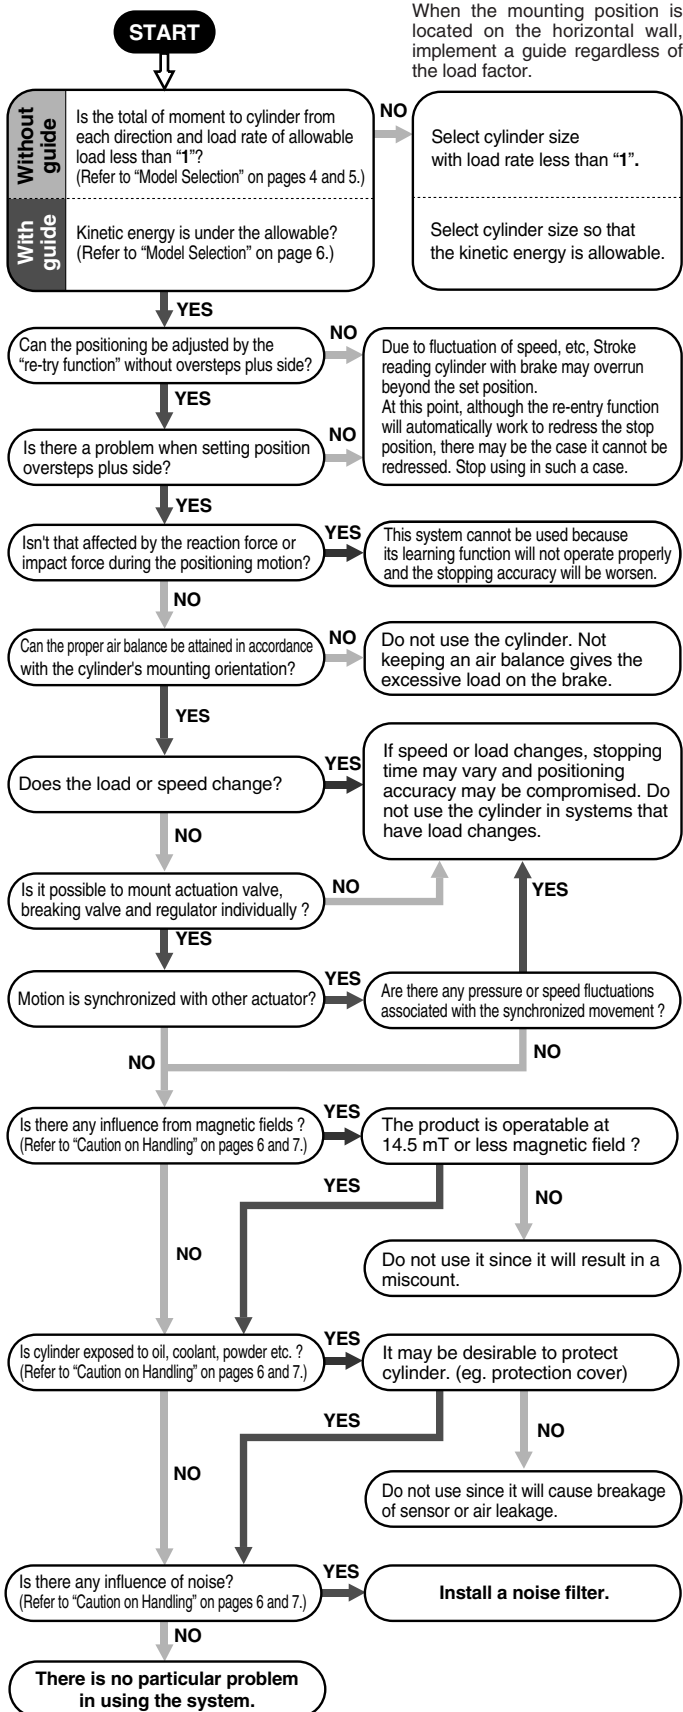 START
When the mounting position is
located on the horizontal wall,
implement a guide regardless of
the load factor.
Without
guide
Is the total of moment to cylinder from
each direction and load rate of allowable
load less than “1”?
(Refer to “Model Selection” on pages 4 and 5.)
NO
Select cylinder size
with load rate less than “1”.
With
guide
Kinetic energy is under the allowable?
(Refer to “Model Selection” on page 6.)
Select cylinder size so that
the kinetic energy is allowable.
YES
Can the positioning be adjusted by the
“re-try function” without oversteps plus side?
NO
Due to fluctuation of speed, etc, Stroke
reading cylinder with brake may overrun
beyond the set position.
At this point, although the re-entry function
will automatically work to redress the stop
position, there may be the case it cannot be
redressed. Stop using in such a case.
YES
Is there a problem when setting position
oversteps plus side?
NO
YES
Isn't that affected by the reaction force or
impact force during the positioning motion?
YES
This system cannot be used because
its learning function will not operate properly
and the stopping accuracy will be worsen.
NO
Can the proper air balance be attained in accordance
with the cylinder's mounting orientation?
NO
Do not use the cylinder. Not
keeping an air balance gives the
excessive load on the brake.
YES
Does the load or speed change?
YES
If speed or load changes, stopping
time may vary and positioning
accuracy may be compromised. Do
not use the cylinder in systems that
have load changes.
NO
Is it possible to mount actuation valve,
breaking valve and regulator individually ?
NO
YES
YES
Motion is synchronized with other actuator?
YES
Are there any pressure or speed fluctuations
associated with the synchronized movement ?
NO
NO
Is there any influence from magnetic fields ?
(Refer to “Caution on Handling” on pages 6 and 7.)
YES
The product is operatable at
14.5 mT or less magnetic field ?
YES
NO
NO
Do not use it since it will result in a
miscount.
Is cylinder exposed to oil, coolant, powder etc. ?
(Refer to “Caution on Handling” on pages 6 and 7.)
YES
It may be desirable to protect
cylinder. (eg. protection cover)
YES
NO
NO
Do not use since it will cause breakage
of sensor or air leakage.
Is there any influence of noise?
(Refer to “Caution on Handling” on pages 6 and 7.)
YES
Install a noise filter.
NO
There is no particular problem
in using the system.